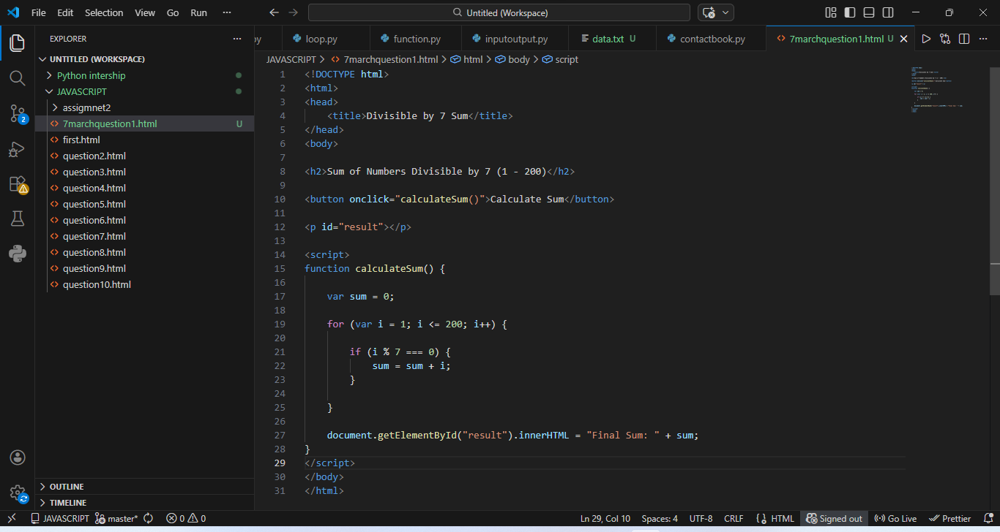 File Edit Selection View Go Run ··· Untitled (Workspace)
EXPLORER ···
UNTITLED (WORKSPACE)
Python intership
JAVASCRIPT
assigmnet2
7marchquestion1.html U
first.html
question2.html
question3.html
question4.html
question5.html
question6.html
question7.html
question8.html
question9.html
question10.html
OUTLINE
TIMELINE
py loop.py function.py inputoutput.py data.txt U contactbook.py 7marchquestion1.html U
JAVASCRIPT > 7marchquestion1.html > html > body > script
1 <!DOCTYPE html>
2 <html>
3 <head>
4     <title>Divisible by 7 Sum</title>
5 </head>
6 <body>
7
8 <h2>Sum of Numbers Divisible by 7 (1 - 200)</h2>
9
10 <button onclick="calculateSum()">Calculate Sum</button>
11
12 <p id="result"></p>
13
14 <script>
15 function calculateSum() {
16
17     var sum = 0;
18
19     for (var i = 1; i <= 200; i++) {
20
21         if (i % 7 === 0) {
22             sum = sum + i;
23         }
24
25     }
26
27     document.getElementById("result").innerHTML = "Final Sum: " + sum;
28 }
29 </script>
30 </body>
31 </html>
2
JAVASCRIPT master* 0 0 Ln 29, Col 10 Spaces: 4 UTF-8 CRLF HTML Signed out Go Live Prettier